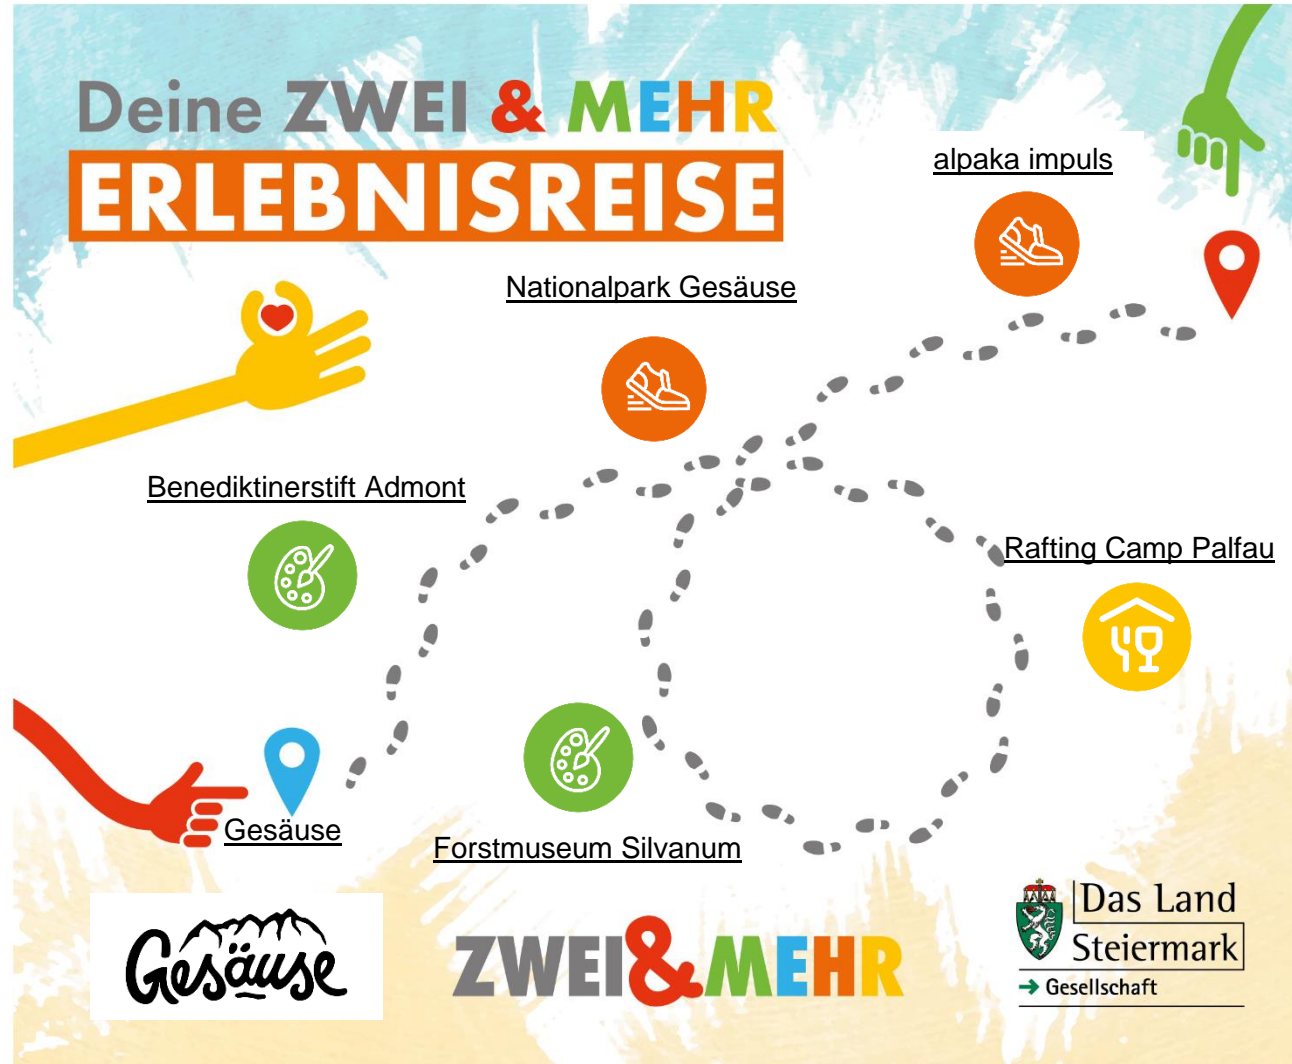 Deine ZWEI & MEHR
ERLEBNISREISE
alpaka impuls
Nationalpark Gesäuse
Benediktinerstift Admont
Rafting Camp Palfau
Gesäuse
Forstmuseum Silvanum
Gesäuse
ZWEI&MEHR
Das Land
Steiermark
→ Gesellschaft